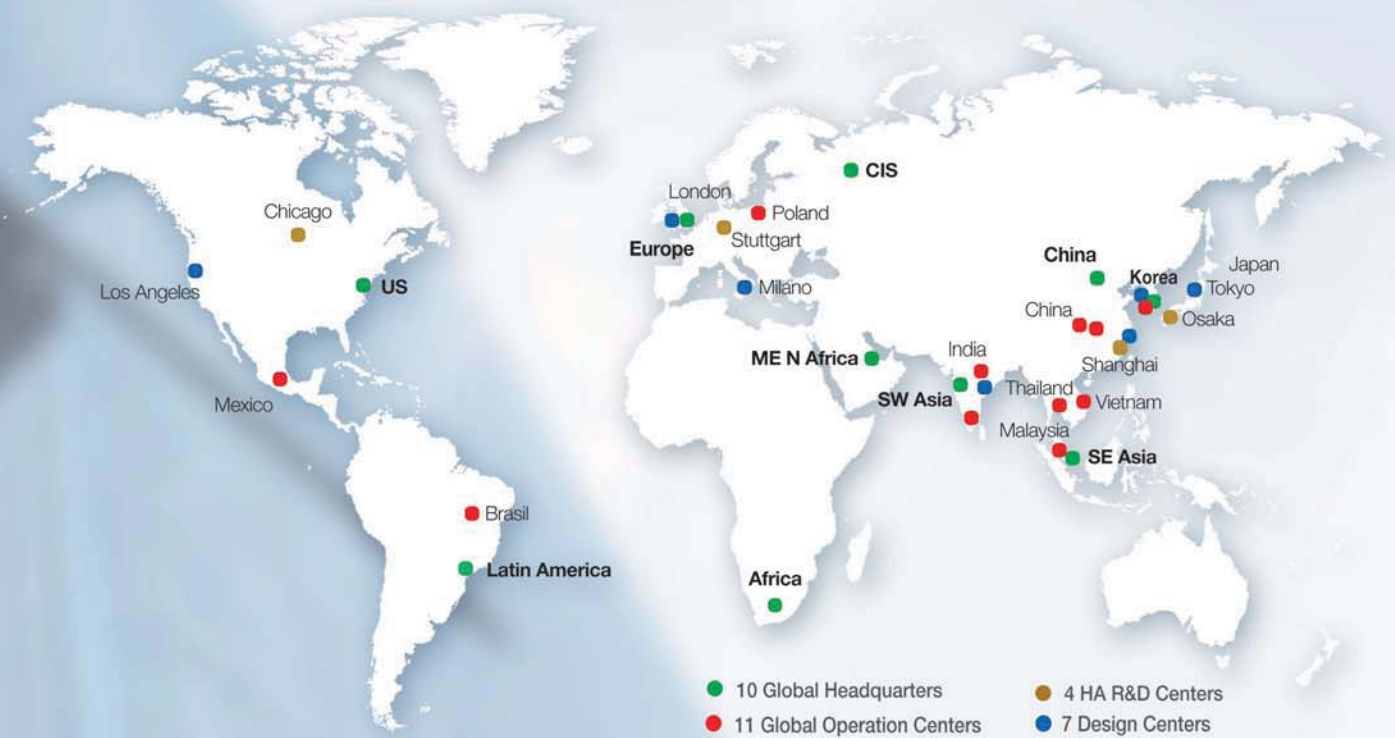 CIS
London
Poland
Chicago
Stuttgart
Europe
China
Korea
Japan
Los Angeles
US
Milano
Tokyo
China
Osaka
ME N Africa
India
Shanghai
Mexico
SW Asia
Thailand
Vietnam
Malaysia
SE Asia
Brasil
Latin America
Africa
10 Global Headquarters
4 HA R&D Centers
11 Global Operation Centers
7 Design Centers